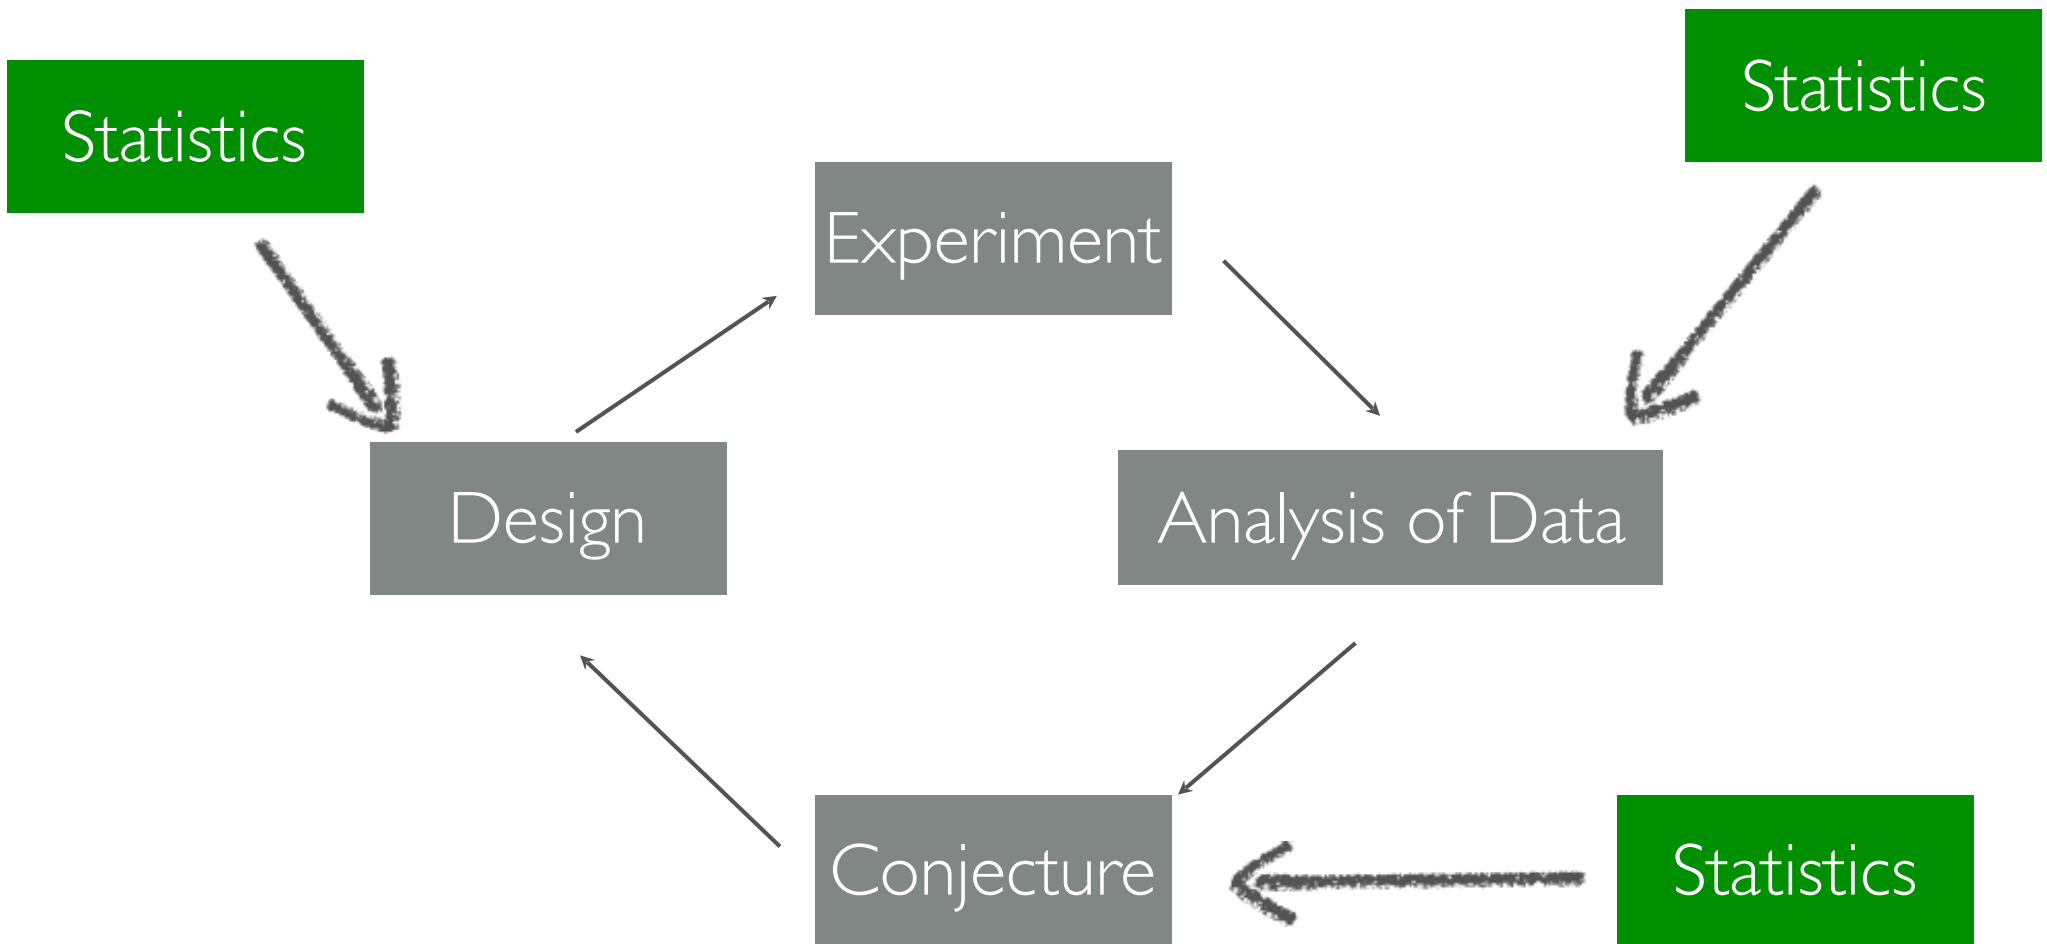 Statistics
Statistics
Experiment
Design
Analysis of Data
Conjecture
Statistics